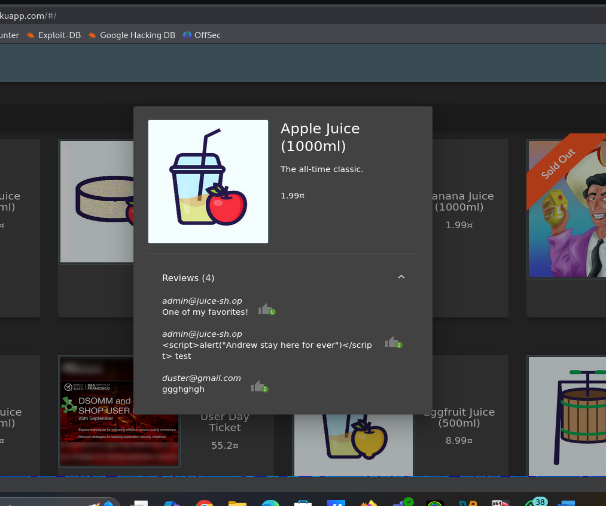 kuapp.com/#/
unter Exploit-DB Google Hacking DB OffSec
Apple Juice
(1000ml)
The all-time classic.
1.99¤
Sold Out
anana Juice
(1000ml)
1.99¤
uice
ml)
¤
Reviews (4)
admin@juice-sh.op
One of my favorites!
admin@juice-sh.op
<script>alert("Andrew stay here for ever")</scrip
t> test
duster@gmail.com
ggghghgh
DSOMM and
SHOP USER
User Day
Ticket
55.2¤
ggfruit Juice
(500ml)
8.99¤
uice
ml)
¤
38